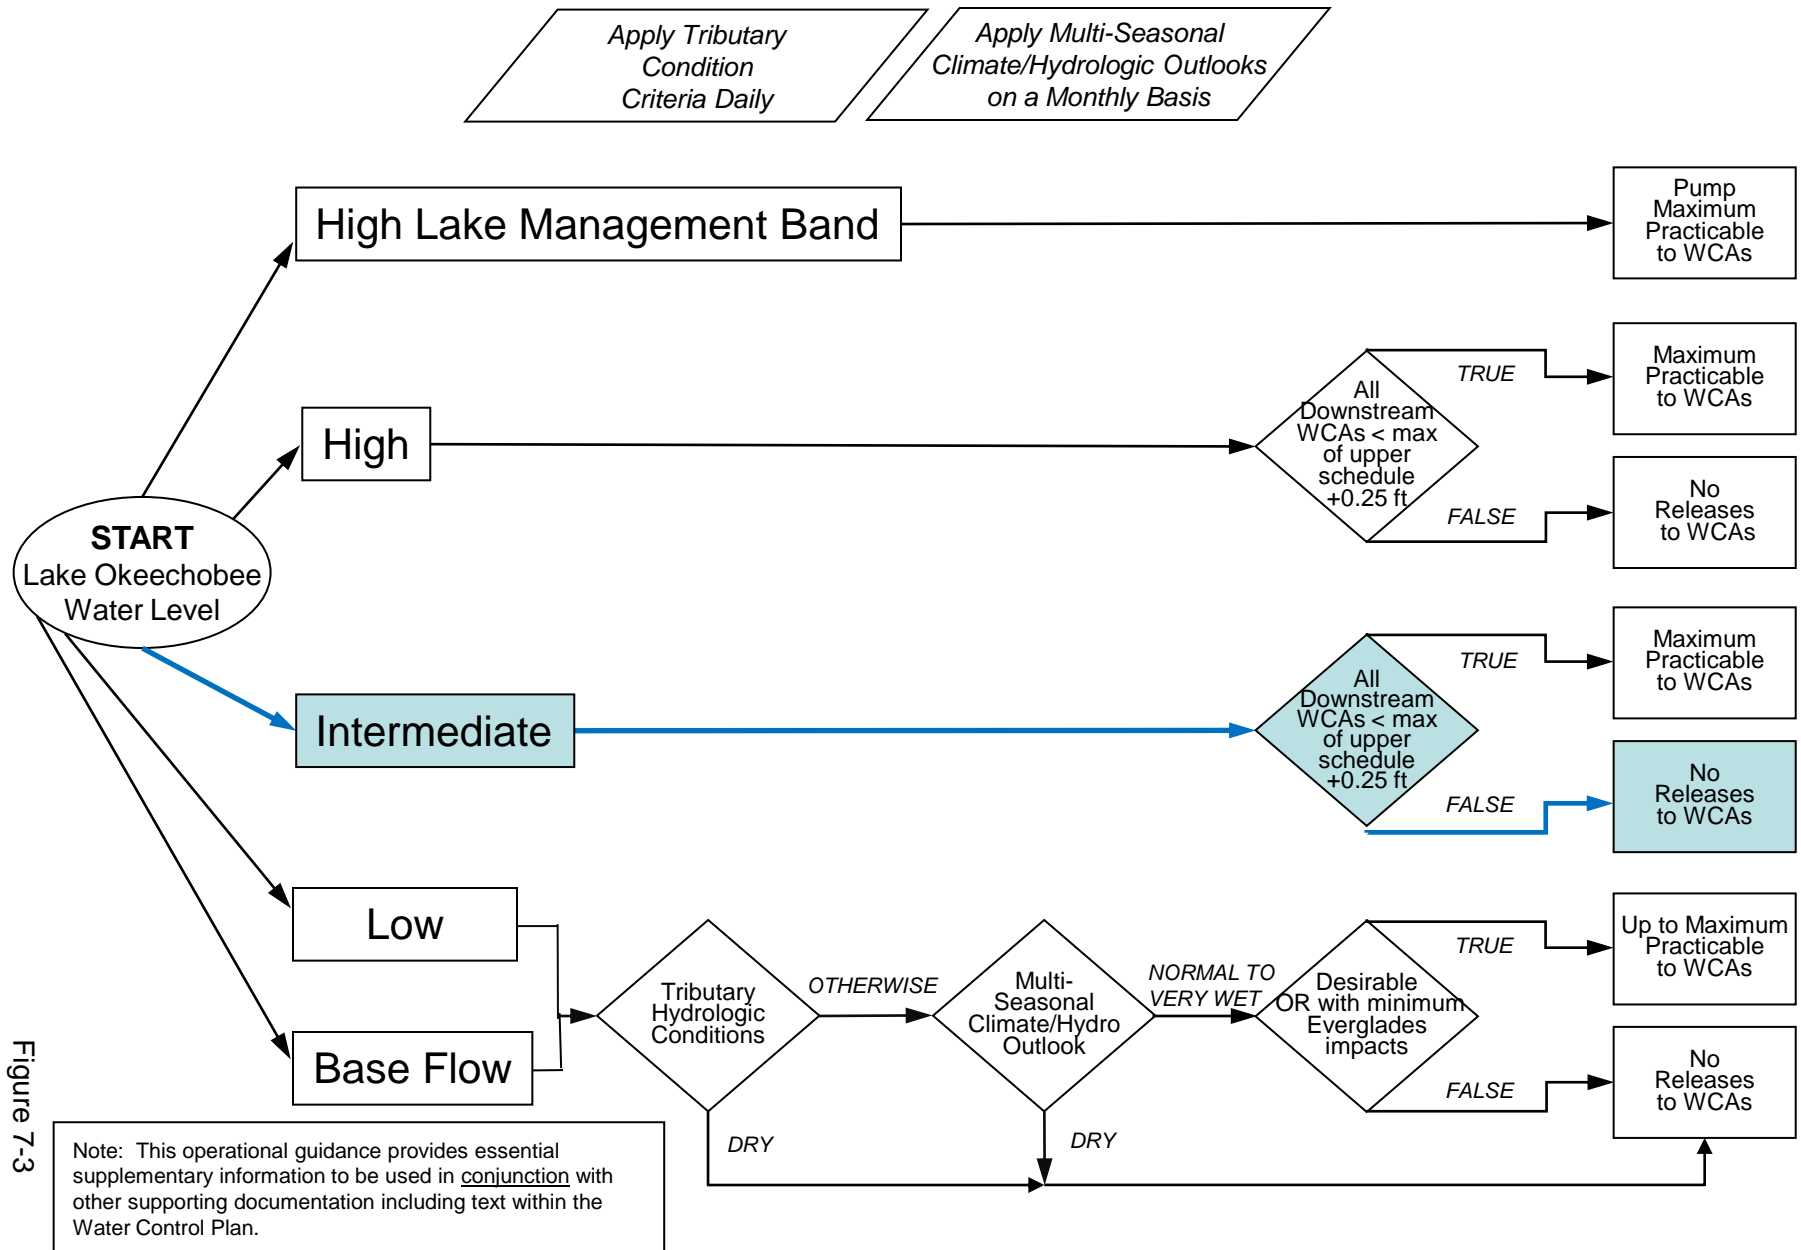 Apply Tributary
Condition
Criteria Daily
Apply Multi-Seasonal
Climate/Hydrologic Outlooks
on a Monthly Basis
High Lake Management Band
Pump
Maximum
Practicable
to WCAs
High
All
Downstream
WCAs < max
of upper
schedule
+0.25 ft
TRUE
Maximum
Practicable
to WCAs
FALSE
No
Releases
to WCAs
START
Lake Okeechobee
Water Level
Intermediate
All
Downstream
WCAs < max
of upper
schedule
+0.25 ft
TRUE
Maximum
Practicable
to WCAs
FALSE
No
Releases
to WCAs
Low
Base Flow
Tributary
Hydrologic
Conditions
OTHERWISE
DRY
Multi-
Seasonal
Climate/Hydro
Outlook
NORMAL TO
VERY WET
DRY
Desirable
OR with minimum
Everglades
impacts
TRUE
Up to Maximum
Practicable
to WCAs
FALSE
No
Releases
to WCAs
Figure 7-3
Note: This operational guidance provides essential
supplementary information to be used in conjunction with
other supporting documentation including text within the
Water Control Plan.